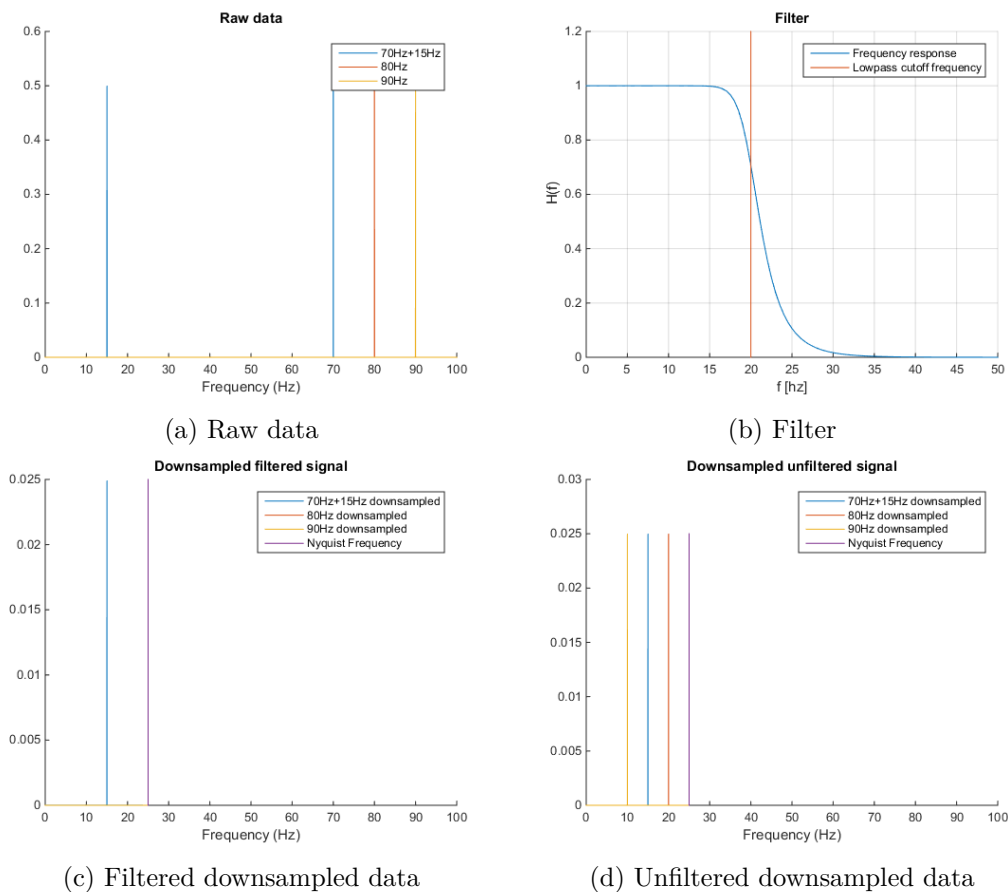 Raw data
0.6
0.5
0.4
0.3
0.2
0.1
0
0 10 20 30 40 50 60 70 80 90 100
Frequency (Hz)
70Hz+15Hz
80Hz
90Hz
(a) Raw data
Filter
1.2
1
0.8
0.6
0.4
0.2
0
H(f)
0 5 10 15 20 25 30 35 40 45 50
f [hz]
Frequency response
Lowpass cutoff frequency
(b) Filter
Downsampled filtered signal
0.025
0.02
0.015
0.01
0.005
0
0 10 20 30 40 50 60 70 80 90 100
Frequency (Hz)
70Hz+15Hz downsampled
80Hz downsampled
90Hz downsampled
Nyquist Frequency
(c) Filtered downsampled data
Downsampled unfiltered signal
0.03
0.025
0.02
0.015
0.01
0.005
0
0 10 20 30 40 50 60 70 80 90 100
Frequency (Hz)
70Hz+15Hz downsampled
80Hz downsampled
90Hz downsampled
Nyquist Frequency
(d) Unfiltered downsampled data